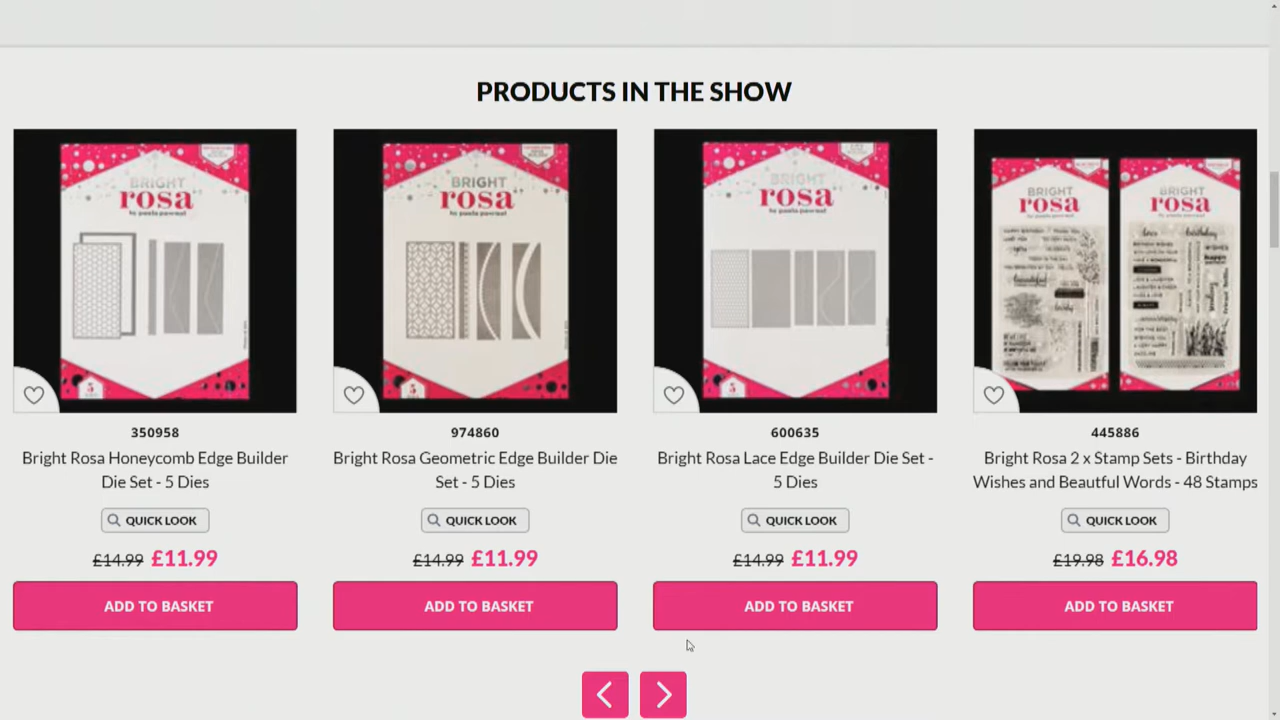 PRODUCTS IN THE SHOW
BRIGHT
rosa
BRIGHT
rosa
BRIGHT
rosa
BRIGHT
rosa
BRIGHT
rosa
350958
Bright Rosa Honeycomb Edge Builder
Die Set - 5 Dies
QUICK LOOK
£14.99 £11.99
ADD TO BASKET
974860
Bright Rosa Geometric Edge Builder Die
Set - 5 Dies
QUICK LOOK
£14.99 £11.99
ADD TO BASKET
600635
Bright Rosa Lace Edge Builder Die Set -
5 Dies
QUICK LOOK
£14.99 £11.99
ADD TO BASKET
445886
Bright Rosa 2 x Stamp Sets - Birthday
Wishes and Beautful Words - 48 Stamps
QUICK LOOK
£19.98 £16.98
ADD TO BASKET